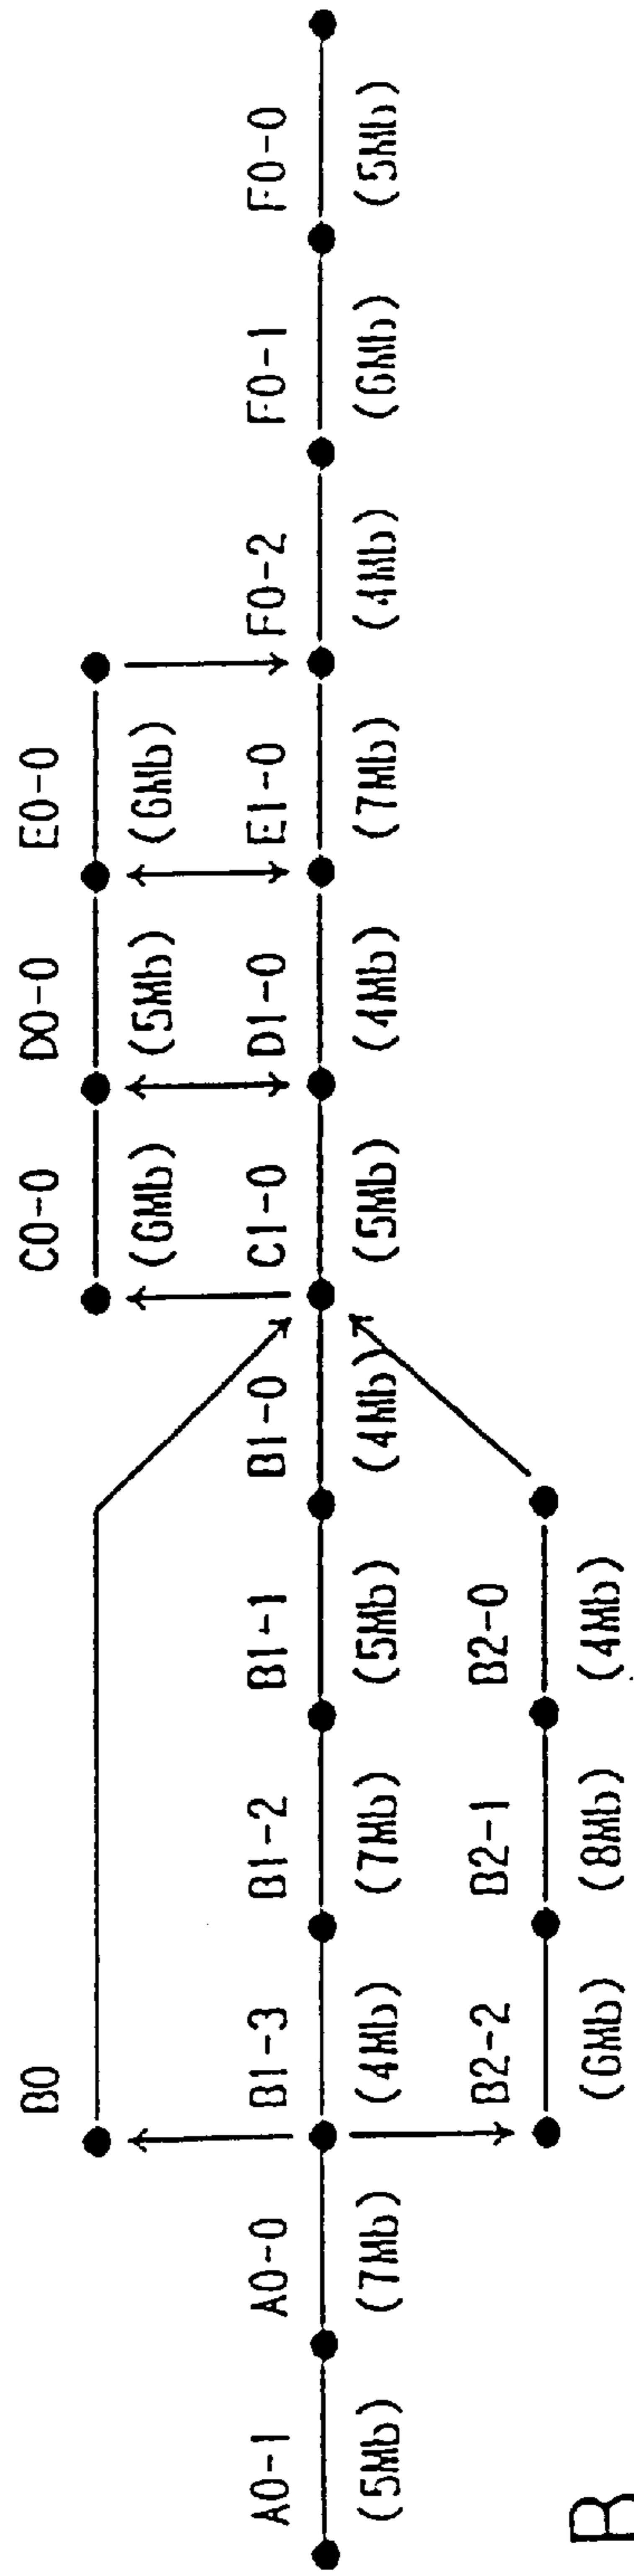 B0
C0-0 D0-0 E0-0
(6Mb) (5Mb) (6Mb)
A0-1 A0-0 B1-3 B1-2 B1-1 B1-0 C1-0 D1-0 E1-0 F0-2 F0-1 F0-0
(5Mb) (7Mb) (4Mb) (7Mb) (5Mb) (4Mb) (5Mb) (4Mb) (7Mb) (4Mb) (6Mb) (5Mb)
B2-2 B2-1 B2-0
(6Mb) (8Mb) (4Mb)
B